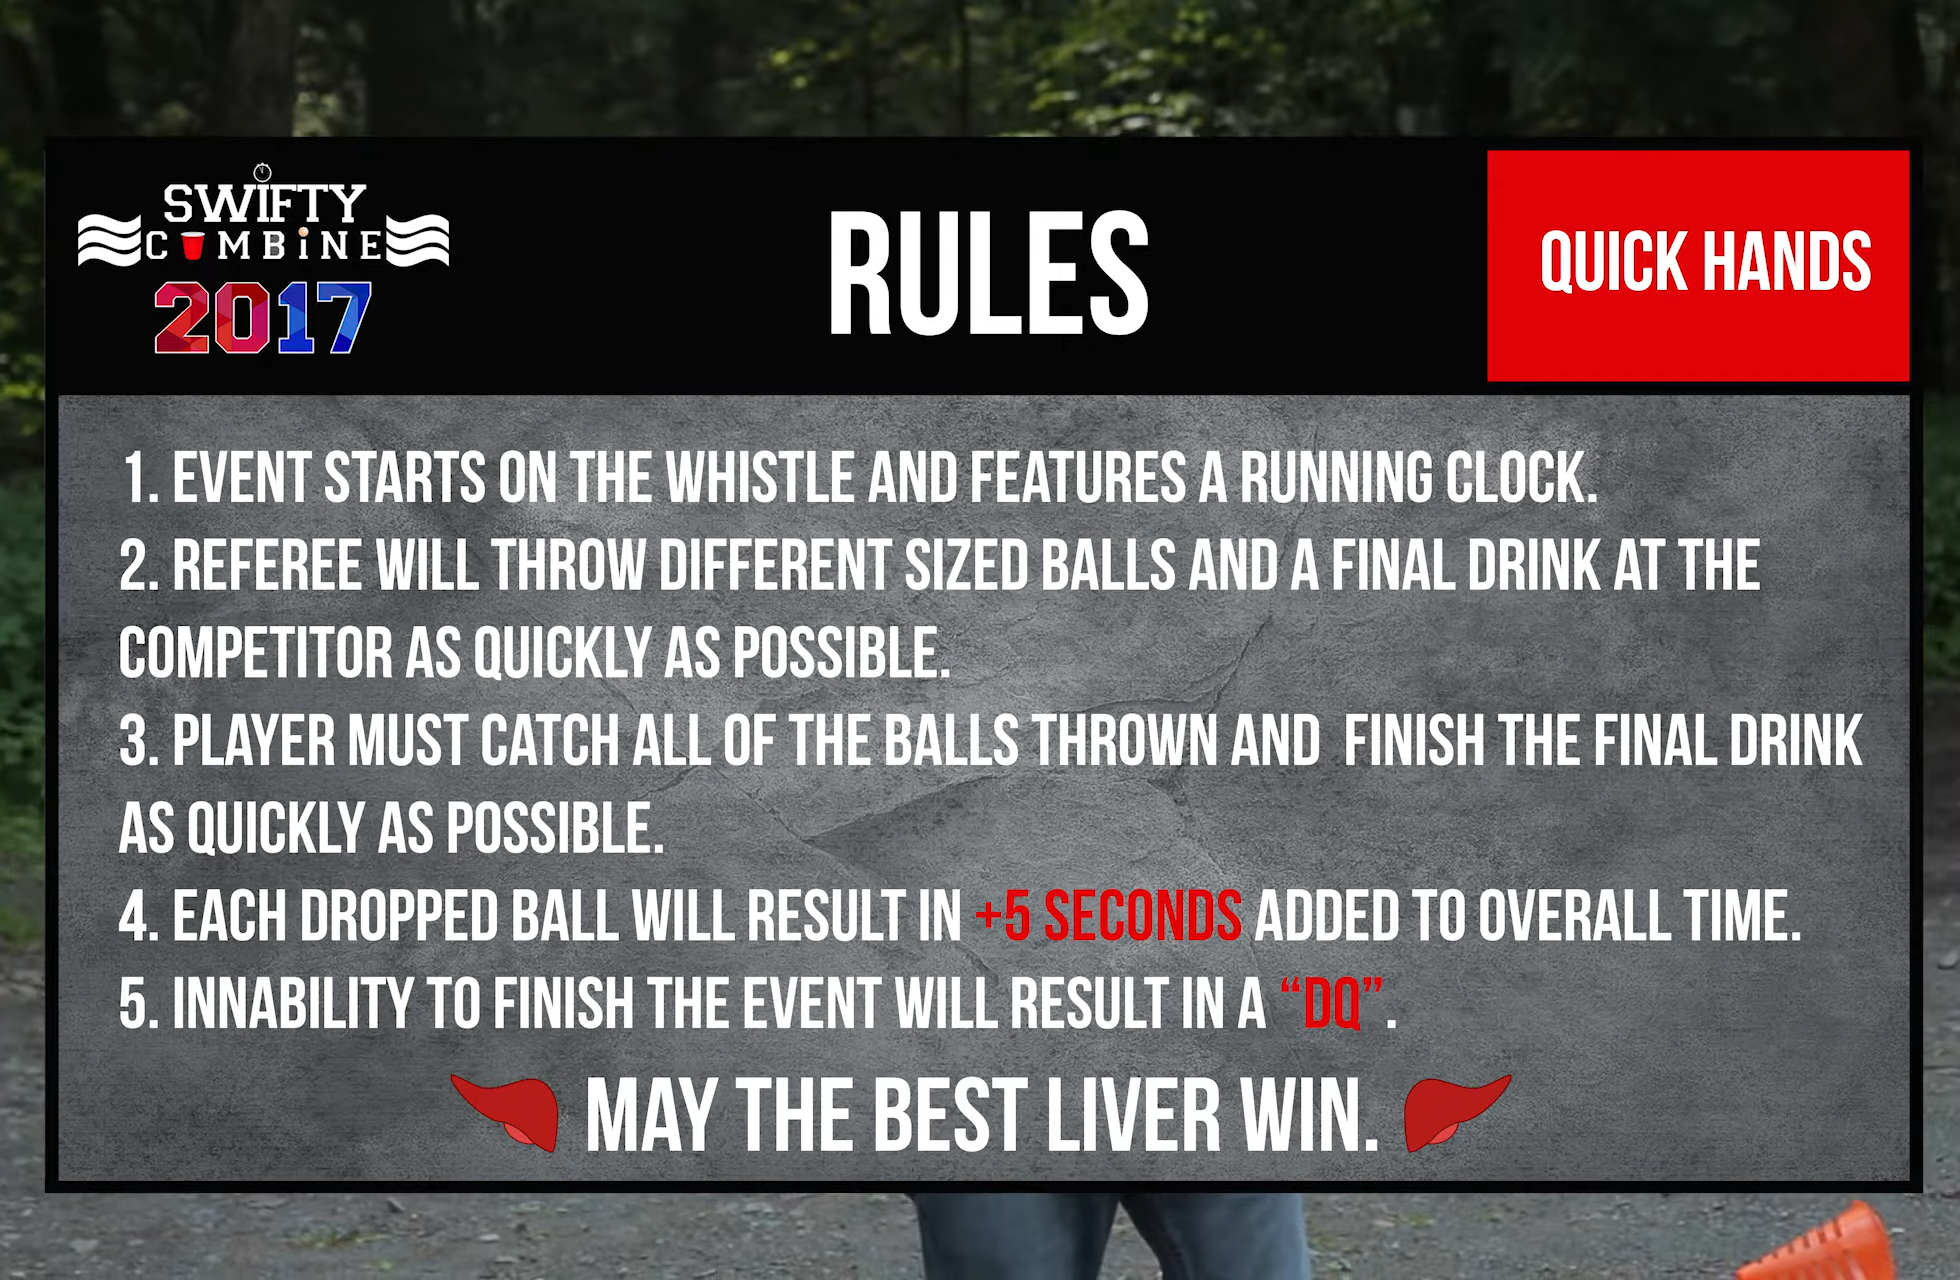 SWIFTY
COMBiNE
2017
RULES
QUICK HANDS
1. EVENT STARTS ON THE WHISTLE AND FEATURES A RUNNING CLOCK.
2. REFEREE WILL THROW DIFFERENT SIZED BALLS AND A FINAL DRINK AT THE
COMPETITOR AS QUICKLY AS POSSIBLE.
3. PLAYER MUST CATCH ALL OF THE BALLS THROWN AND FINISH THE FINAL DRINK
AS QUICKLY AS POSSIBLE.
4. EACH DROPPED BALL WILL RESULT IN +5 SECONDS ADDED TO OVERALL TIME.
5. INNABILITY TO FINISH THE EVENT WILL RESULT IN A “DQ”.
MAY THE BEST LIVER WIN.